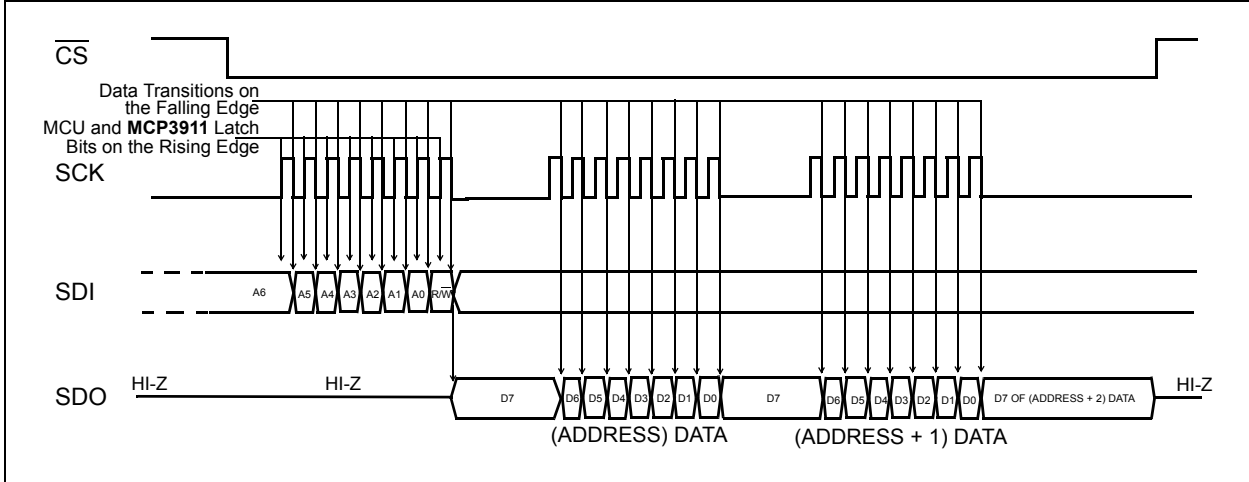 CS
Data Transitions on
the Falling Edge
MCU and MCP3911 Latch
Bits on the Rising Edge
SCK
SDI
A6 A5 A4 A3 A2 A1 A0 R/W
SDO
HI-Z HI-Z D7 D6 D5 D4 D3 D2 D1 D0 D7 D6 D5 D4 D3 D2 D1 D0 D7 OF (ADDRESS + 2) DATA HI-Z
(ADDRESS) DATA (ADDRESS + 1) DATA